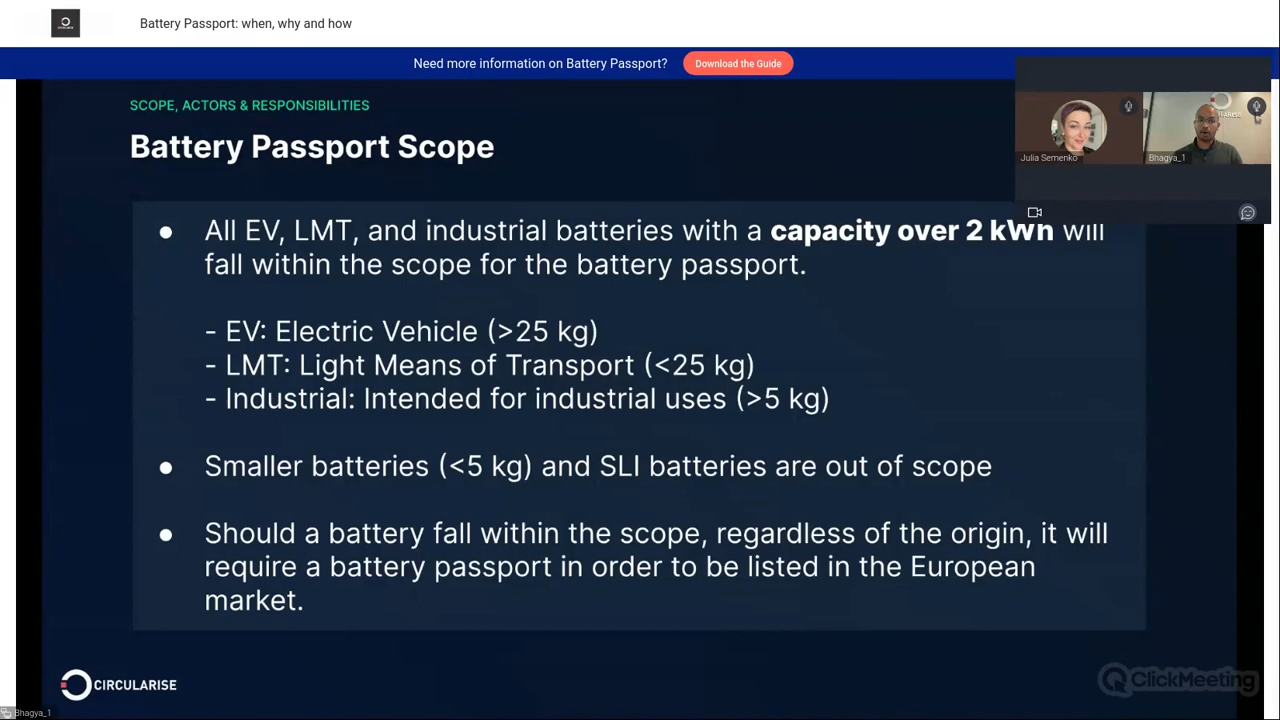 Battery Passport: when, why and how
Need more information on Battery Passport?
Download the Guide
SCOPE, ACTORS & RESPONSIBILITIES
Battery Passport Scope
Julia Semenko
Bhagya_1
● All EV, LMT, and industrial batteries with a capacity over 2 kWh will
fall within the scope for the battery passport.
- EV: Electric Vehicle (>25 kg)
- LMT: Light Means of Transport (<25 kg)
- Industrial: Intended for industrial uses (>5 kg)
● Smaller batteries (<5 kg) and SLI batteries are out of scope
● Should a battery fall within the scope, regardless of the origin, it will
require a battery passport in order to be listed in the European
market.
CIRCULARISE
ClickMeeting
Bhagya_1